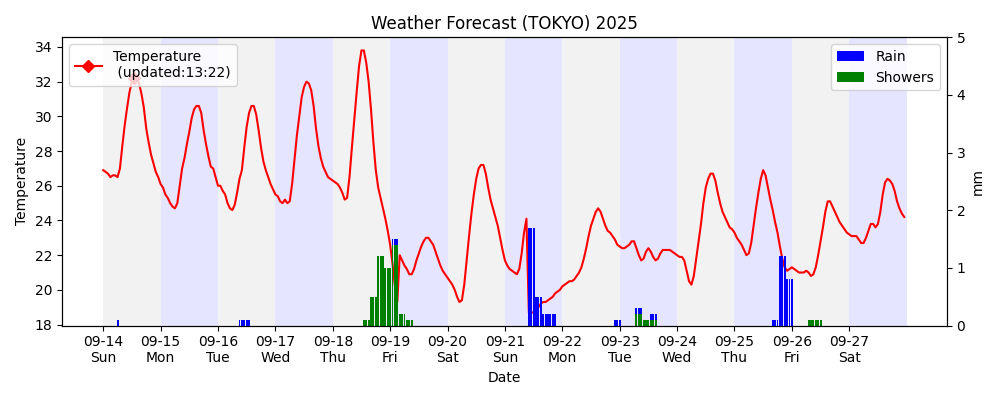 Weather Forecast (TOKYO) 2025
Temperature
(updated:13:22)
Rain
Showers
Temperature
34
32
30
28
26
24
22
20
18
5
4
3
2
1
0
mm
09-14 09-15 09-16 09-17 09-18 09-19 09-20 09-21 09-22 09-23 09-24 09-25 09-26 09-27
Sun Mon Tue Wed Thu Fri Sat Sun Mon Tue Wed Thu Fri Sat
Date